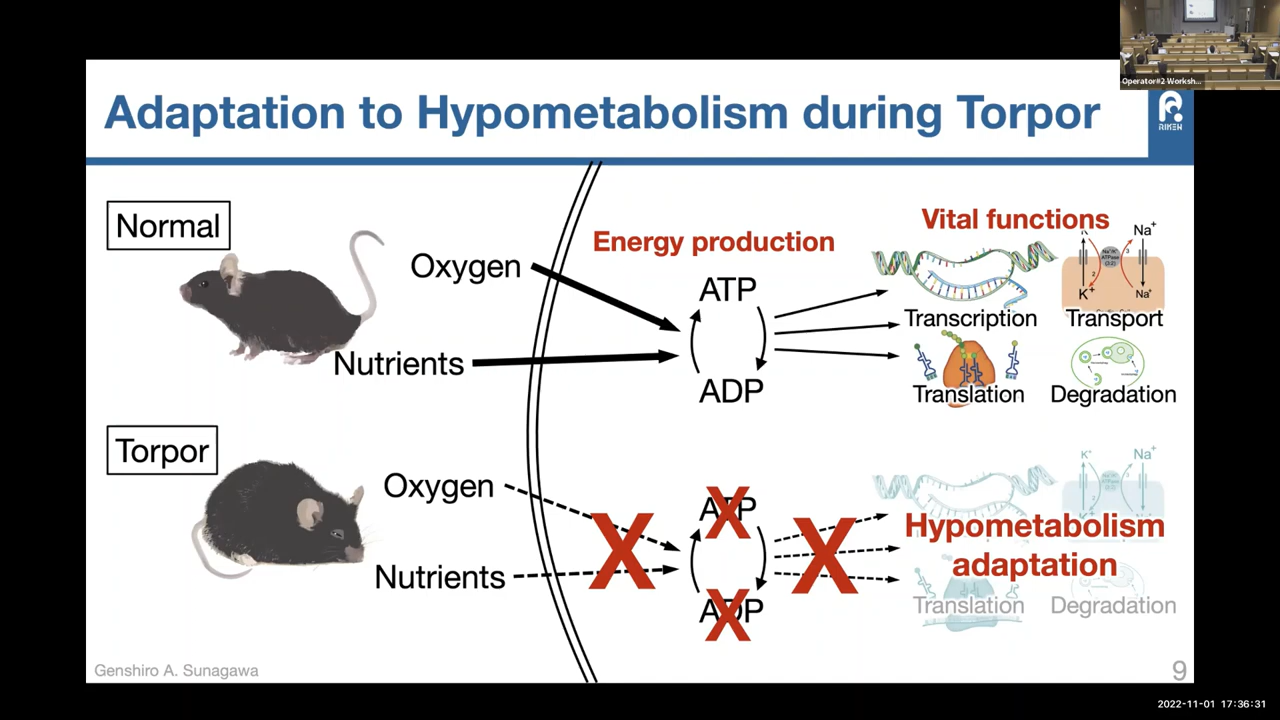 Operator#2 Worksh...
Adaptation to Hypometabolism during Torpor
RIKEN
Normal
Oxygen
Nutrients
Energy production
ATP
ADP
Vital functions
Na⁺
K⁺
Na⁺
2
3
Transcription
Transport
Translation
Degradation
Torpor
Oxygen
Nutrients
ATP
ADP
K⁺
Na⁺
Hypometabolism
adaptation
Translation
Degradation
Genshiro A. Sunagawa
9
2022-11-01 17:36:31